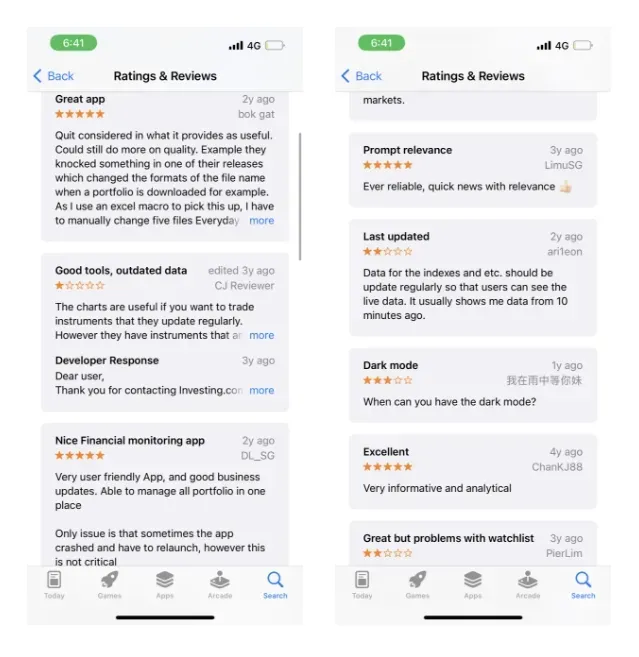 6:41
4G
Back
Ratings & Reviews
Great app 2y ago
bok gat
Quit considered in what it provides as useful.
Could still do more on quality. Example they
knocked something in one of their releases
which changed the formats of the file name
when a portfolio is downloaded for example.
As I use an excel macro to pick this up, I have
to manually change five files Everyday more
Good tools, outdated data edited 3y ago
CJ Reviewer
The charts are useful if you want to trade
instruments that they update regularly.
However they have instruments that more
Developer Response 3y ago
Dear user,
Thank you for contacting Investing.con more
Nice Financial monitoring app 2y ago
DL_SG
Very user friendly App, and good business
updates. Able to manage all portfolio in one
place
Only issue is that sometimes the app
crashed and have to relaunch, however this
is not critical
Today Games Apps Arcade Search
6:41
4G
Back
Ratings & Reviews
markets.
Prompt relevance 3y ago
LimuSG
Ever reliable, quick news with relevance 👍🏻
Last updated 2y ago
ari1eon
Data for the indexes and etc. should be
update regularly so that users can see the
live data. It usually shows me data from 10
minutes ago.
Dark mode 1y ago
我在雨中等你妹
When can you have the dark mode?
Excellent 4y ago
ChanKJ88
Very informative and analytical
Great but problems with watchlist 3y ago
PierLim
Today Games Apps Arcade Search